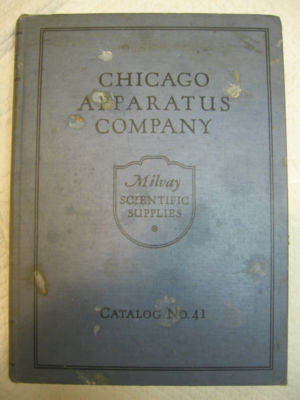 CHICAGO
APPARATUS
COMPANY
Milvay
SCIENTIFIC
SUPPLIES
CATALOG NO. 41